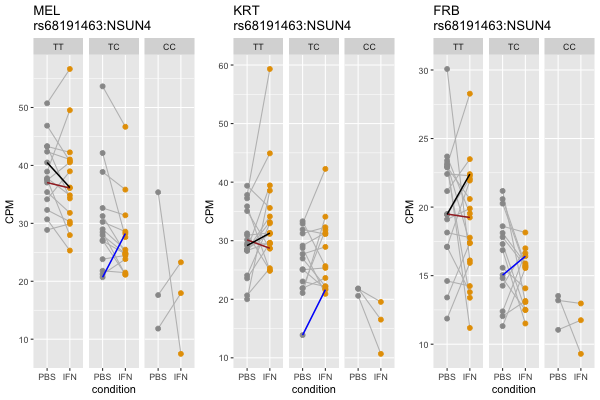 MEL
rs68191463:NSUN4
TT TC CC
50
40
30
20
10
CPM
PBS IFN PBS IFN PBS IFN
condition
KRT
rs68191463:NSUN4
TT TC CC
60
50
40
30
20
10
CPM
PBS IFN PBS IFN PBS IFN
condition
FRB
rs68191463:NSUN4
TT TC CC
30
25
20
15
10
CPM
PBS IFN PBS IFN PBS IFN
condition